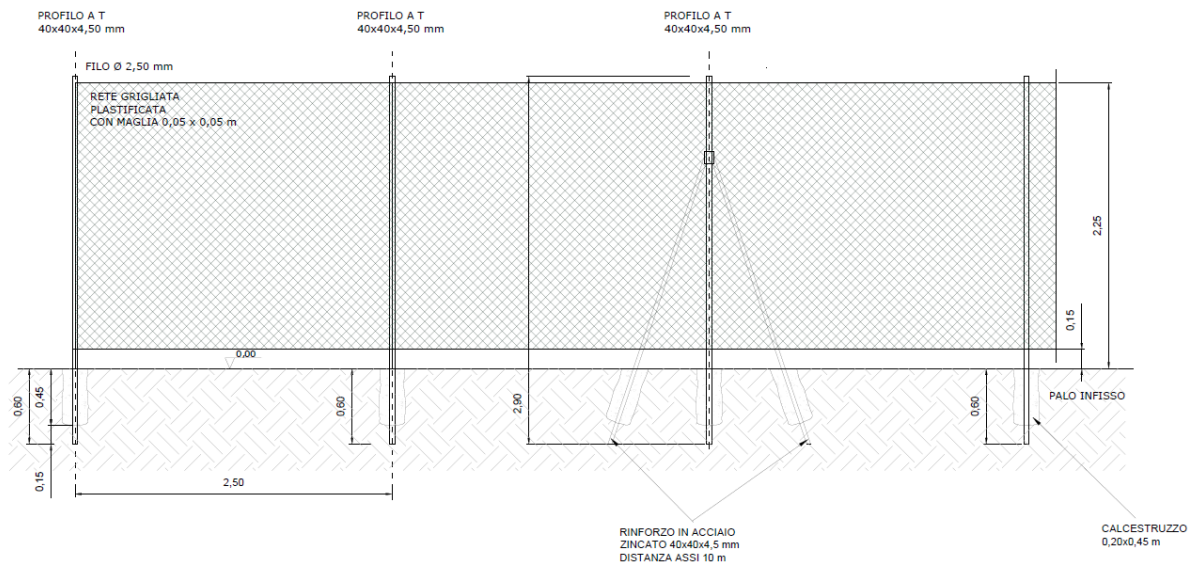 PROFILO A T
40x40x4,50 mm
PROFILO A T
40x40x4,50 mm
PROFILO A T
40x40x4,50 mm
FILO Ø 2,50 mm
RETE GRIGLIATA
PLASTIFICATA
CON MAGLIA 0,05 x 0,05 m
2,25
0,15
0,00
0,60
0,45
0,60
2,90
0,60
PALO INFISSO
0,15
2,50
RINFORZO IN ACCIAIO
ZINCATO 40x40x4,5 mm
DISTANZA ASSI 10 m
CALCESTRUZZO
0,20x0,45 m